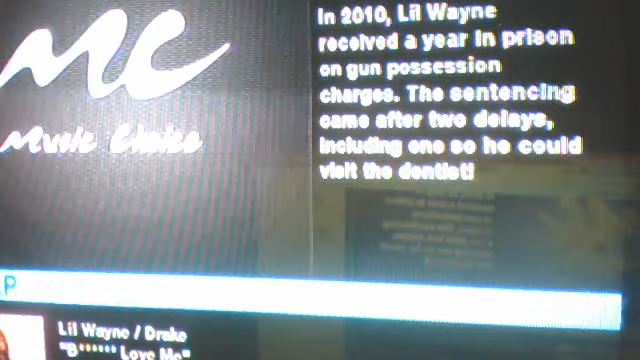 MC
Music Choice
In 2010, Lil Wayne
received a year in prison
on gun possession
charges. The sentencing
came after two delays,
including one so he could
visit the dentist!
P
Lil Wayne / Drake
"B****** Love Me"